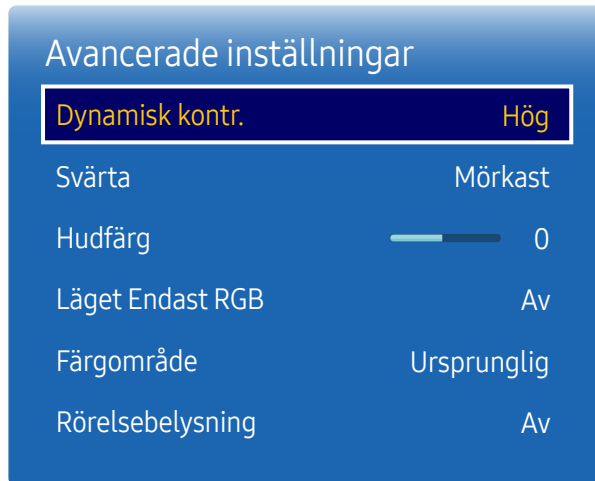 Avancerade inställningar
Dynamisk kontr. Hög
Svärta Mörkast
Hudfärg 0
Läget Endast RGB Av
Färgområde Ursprunglig
Rörelsebelysning Av